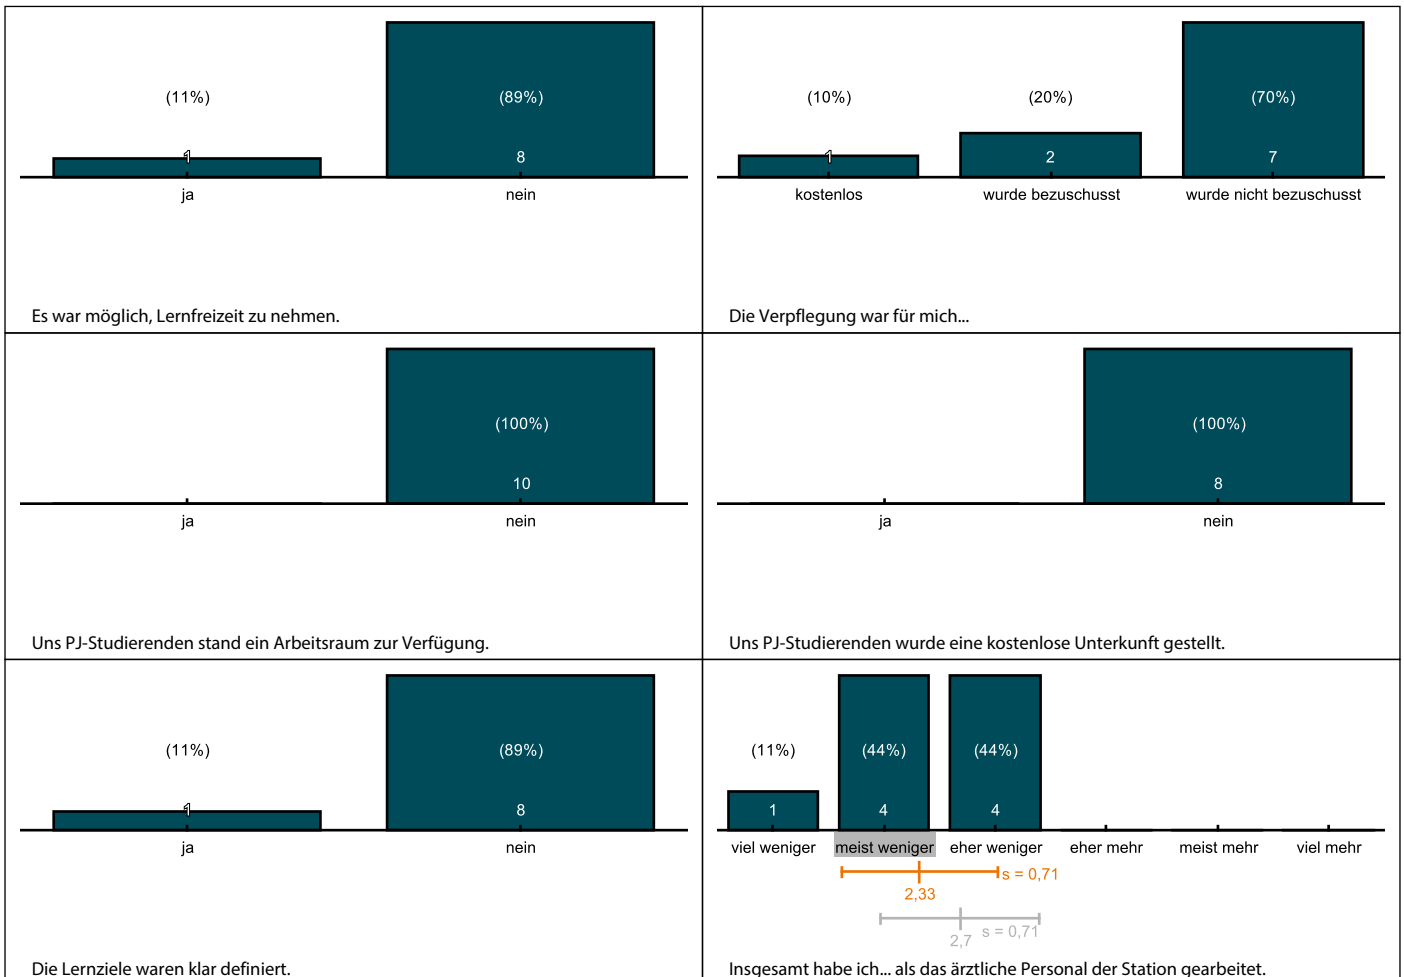 (11%)
(89%)
1
8
ja
nein
Es war möglich, Lernfreizeit zu nehmen.
(10%)
(20%)
(70%)
1
2
7
kostenlos
wurde bezuschusst
wurde nicht bezuschusst
Die Verpflegung war für mich...
(100%)
10
ja
nein
Uns PJ-Studierenden stand ein Arbeitsraum zur Verfügung.
(100%)
8
ja
nein
Uns PJ-Studierenden wurde eine kostenlose Unterkunft gestellt.
(11%)
(89%)
1
8
ja
nein
Die Lernziele waren klar definiert.
(11%)
(44%)
(44%)
1
4
4
viel weniger
meist weniger
eher weniger
eher mehr
meist mehr
viel mehr
s = 0,71
2,33
s = 0,71
2,7
Insgesamt habe ich... als das ärztliche Personal der Station gearbeitet.